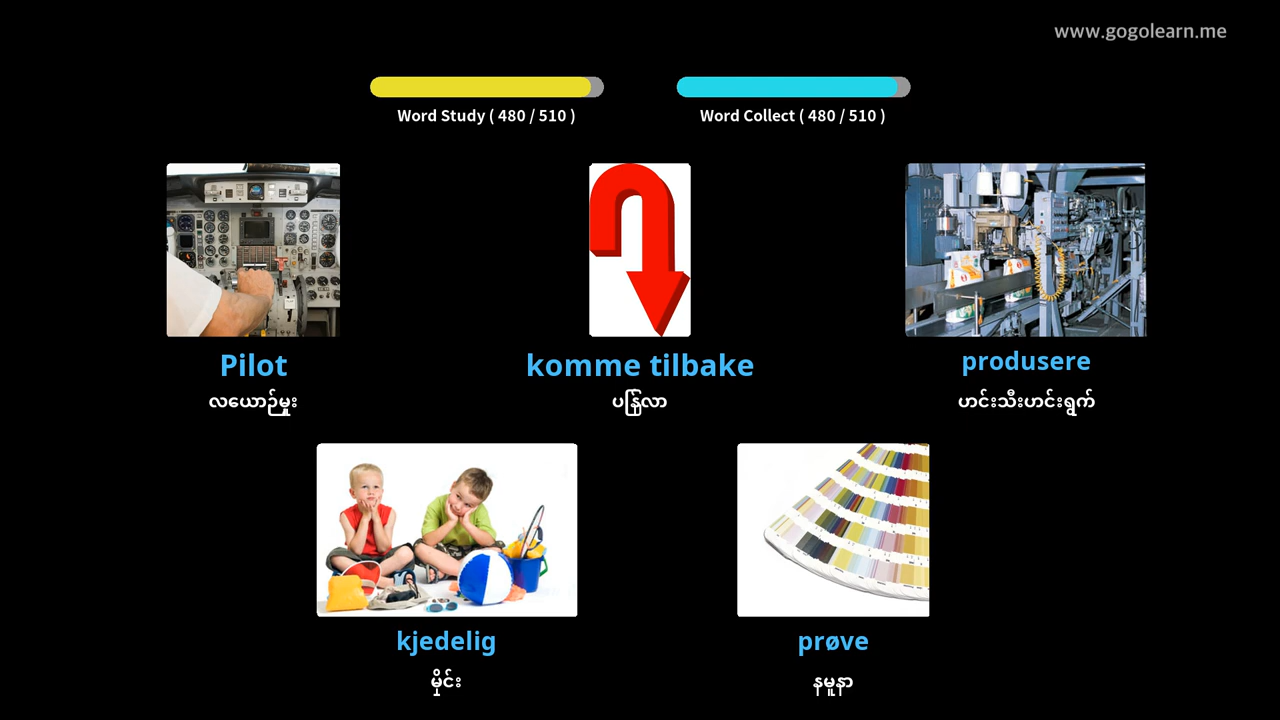 www.gogolearn.me
Word Study ( 480 / 510 )
Word Collect ( 480 / 510 )
Pilot
လယောဉ်မှုး
komme tilbake
ပန်လြာ
produsere
ဟင်းသီးဟင်းရွက်
kjedelig
မှိင်း
prøve
နမူနာ